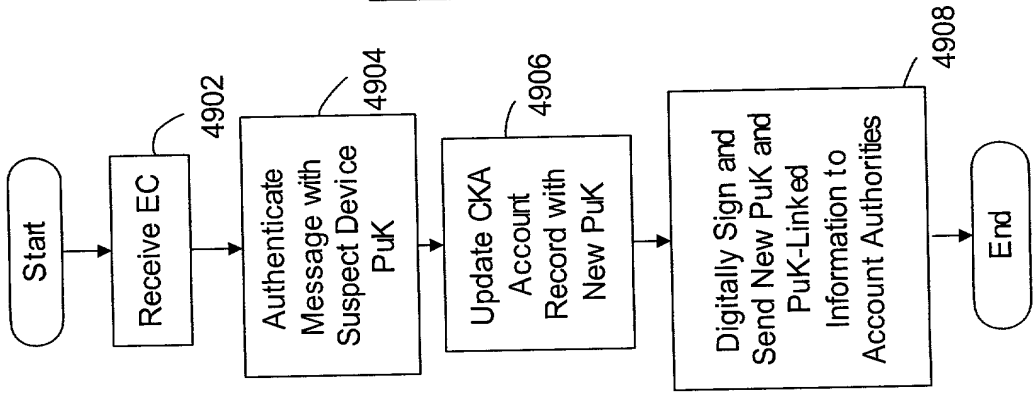 Start
Receive EC
4902
Authenticate
Message with
Suspect Device
PuK
4904
Update CKA
Account
Record with
New PuK
4906
Digitally Sign and
Send New PuK and
PuK-Linked
Information to
Account Authorities
4908
End